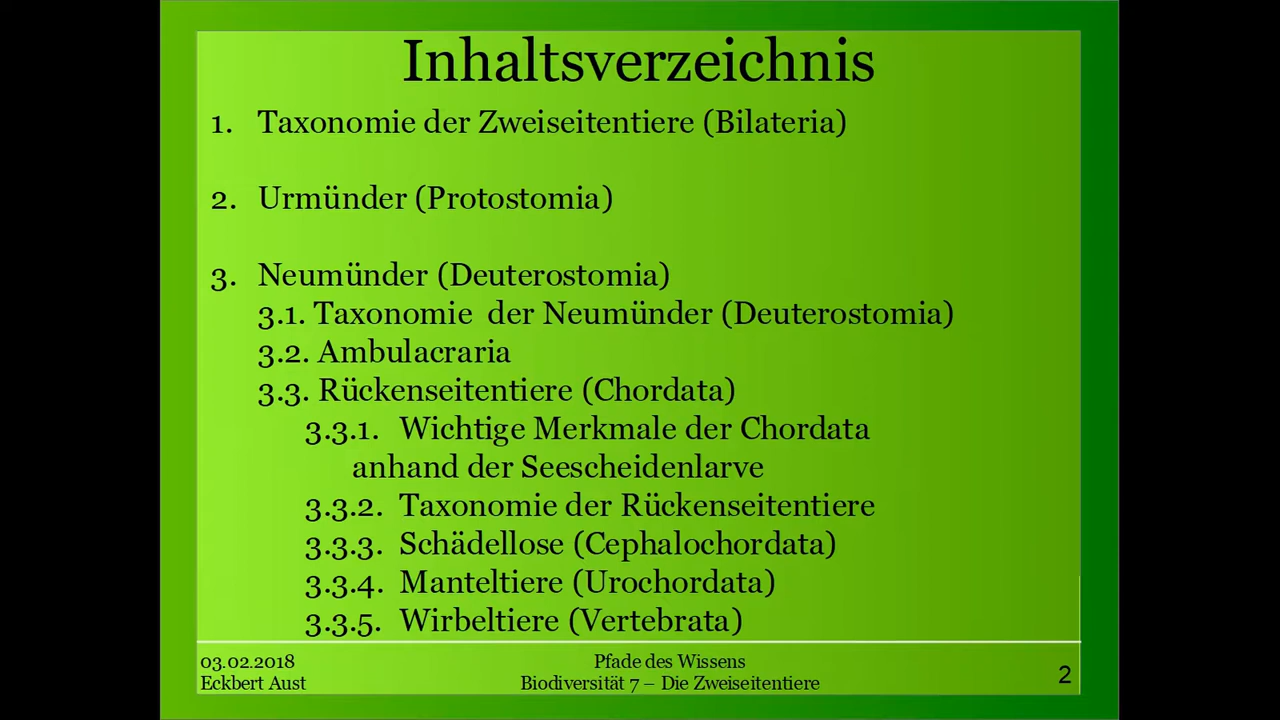 Inhaltsverzeichnis
1. Taxonomie der Zweiseitentiere (Bilateria)
2. Urmünder (Protostomia)
3. Neumünder (Deuterostomia)
3.1. Taxonomie der Neumünder (Deuterostomia)
3.2. Ambulacraria
3.3. Rückenseitentiere (Chordata)
3.3.1. Wichtige Merkmale der Chordata
anhand der Seescheidenlarve
3.3.2. Taxonomie der Rückenseitentiere
3.3.3. Schädellose (Cephalochordata)
3.3.4. Manteltiere (Urochordata)
3.3.5. Wirbeltiere (Vertebrata)
03.02.2018
Eckbert Aust
Pfade des Wissens
Biodiversität 7 – Die Zweiseitentiere
2